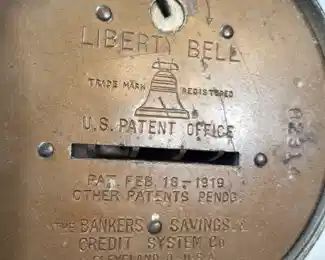 LIBERTY BELL
TRADE MARK REGISTERED
U.S. PATENT OFFICE
PAT. FEB. 18-1919
OTHER PATENTS PENDG.
THE BANKERS SAVINGS &
CREDIT SYSTEM Co
CLEVELAND, O. U.S.A.